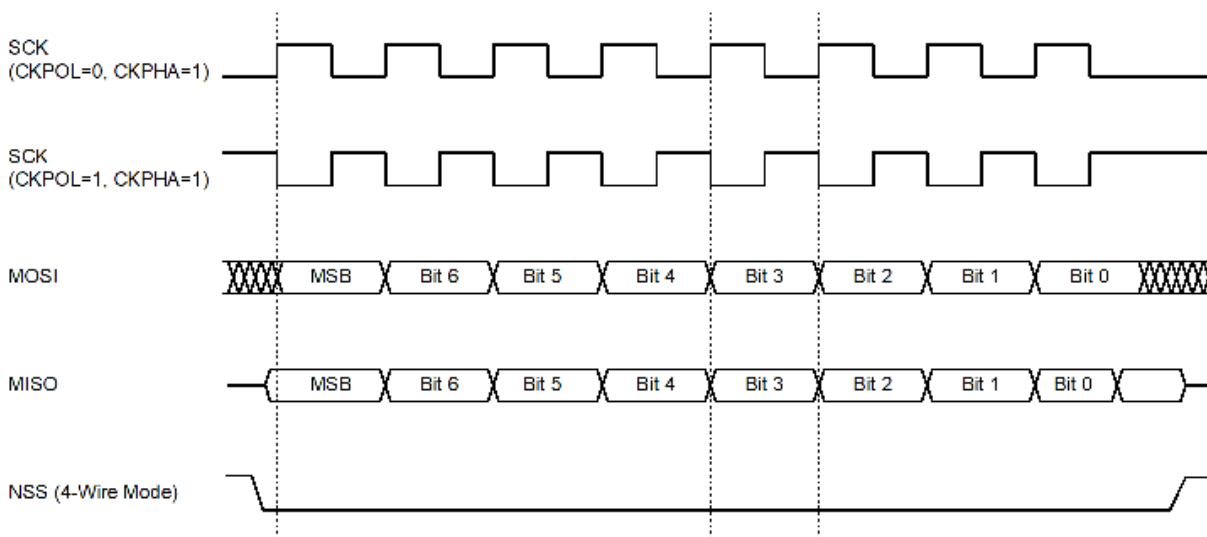 SCK
(CKPOL=0, CKPHA=1)
SCK
(CKPOL=1, CKPHA=1)
MOSI MSB Bit 6 Bit 5 Bit 4 Bit 3 Bit 2 Bit 1 Bit 0
MISO MSB Bit 6 Bit 5 Bit 4 Bit 3 Bit 2 Bit 1 Bit 0
NSS (4-Wire Mode)